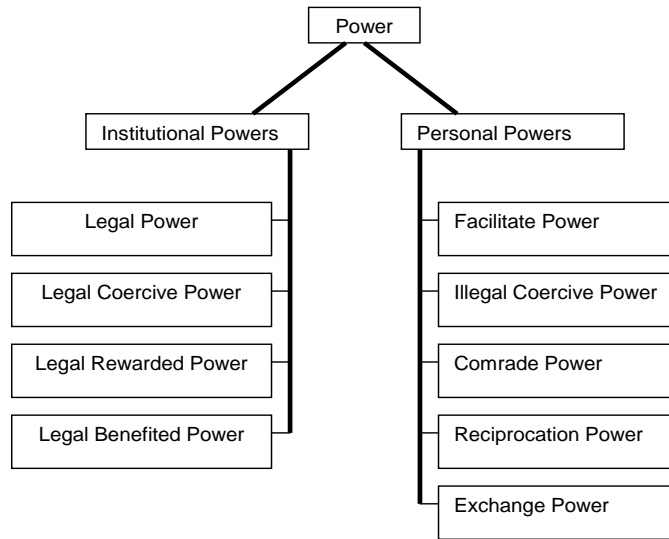 Power
Institutional Powers
Personal Powers
Legal Power
Legal Coercive Power
Legal Rewarded Power
Legal Benefited Power
Facilitate Power
Illegal Coercive Power
Comrade Power
Reciprocation Power
Exchange Power